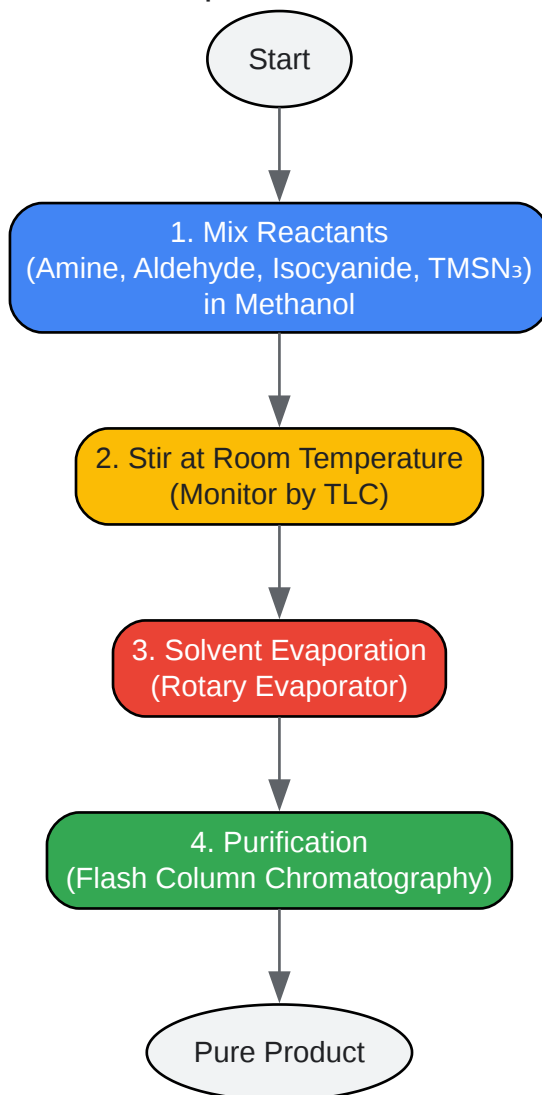 Start
1. Mix Reactants
(Amine, Aldehyde, Isocyanide, TMSN₃)
in Methanol
2. Stir at Room Temperature
(Monitor by TLC)
3. Solvent Evaporation
(Rotary Evaporator)
4. Purification
(Flash Column Chromatography)
Pure Product